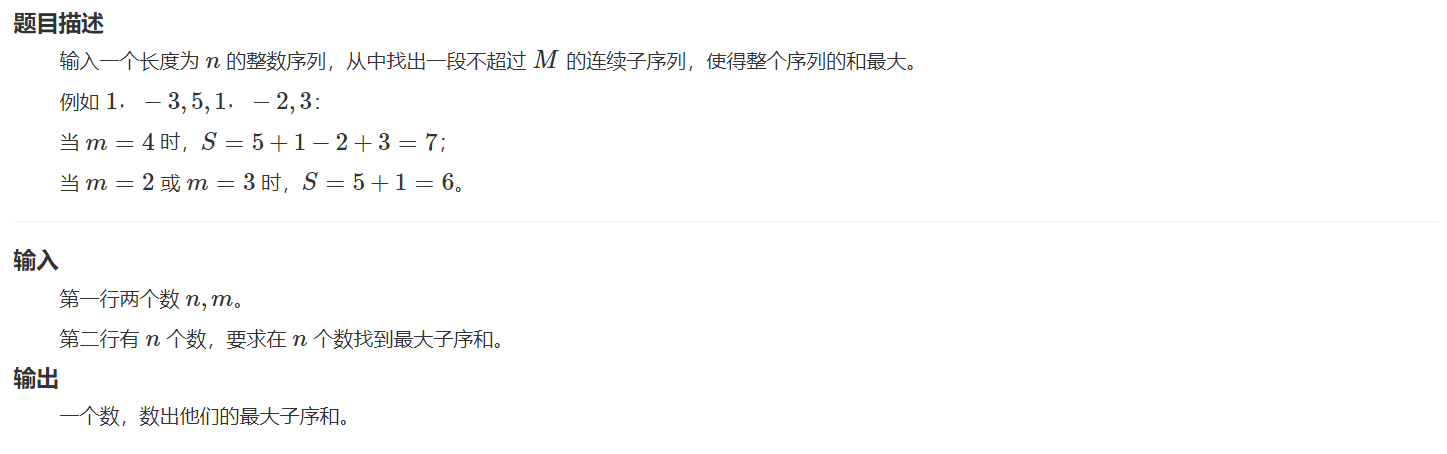 题目描述
输入一个长度为 n 的整数序列，从中找出一段不超过 M 的连续子序列，使得整个序列的和最大。
例如 1，−3, 5, 1，−2, 3：
当 m = 4 时，S = 5 + 1 − 2 + 3 = 7；
当 m = 2 或 m = 3 时，S = 5 + 1 = 6。
输入
第一行两个数 n, m。
第二行有 n 个数，要求在 n 个数找到最大子序和。
输出
一个数，数出他们的最大子序和。